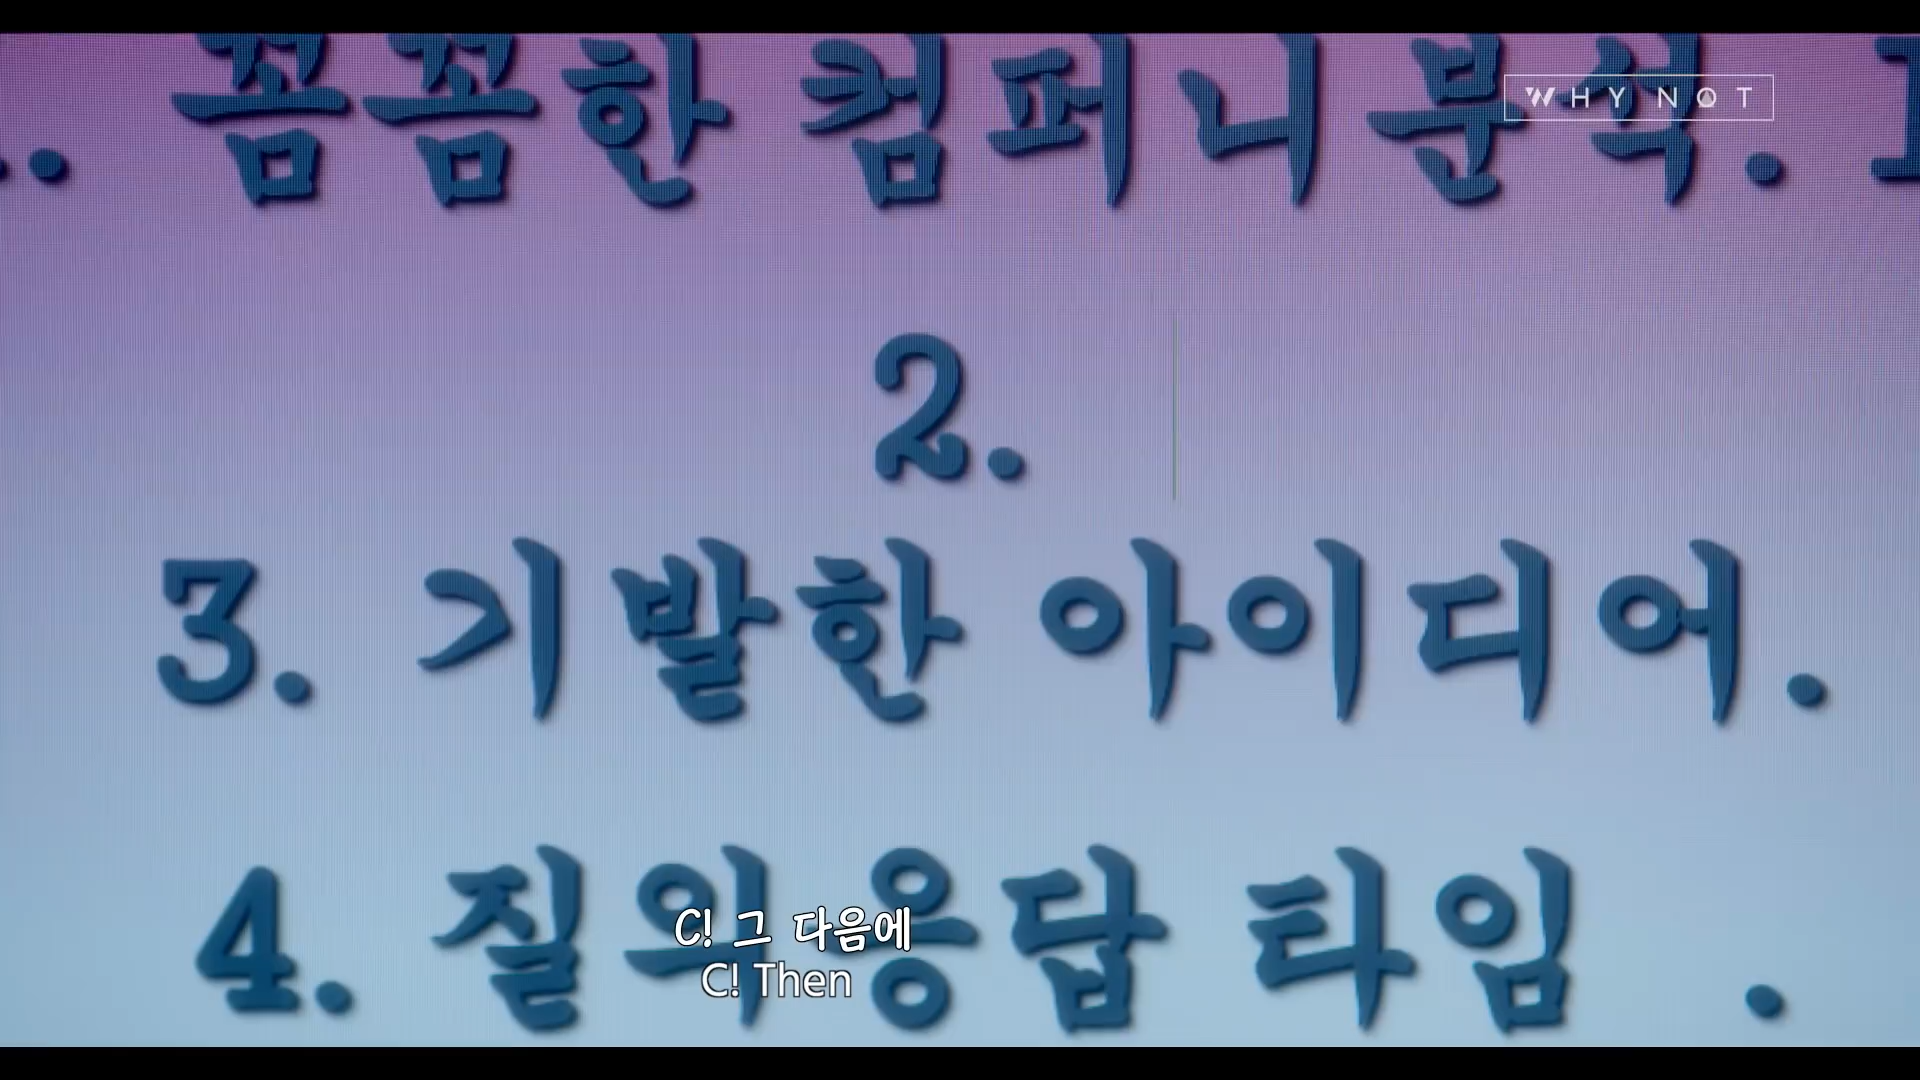 꼼꼼한 컴퍼니분석.
WHYNOT
2.
3. 기발한 아이디어.
4. 질의응답 타임 .
C! 그 다음에
C! Then